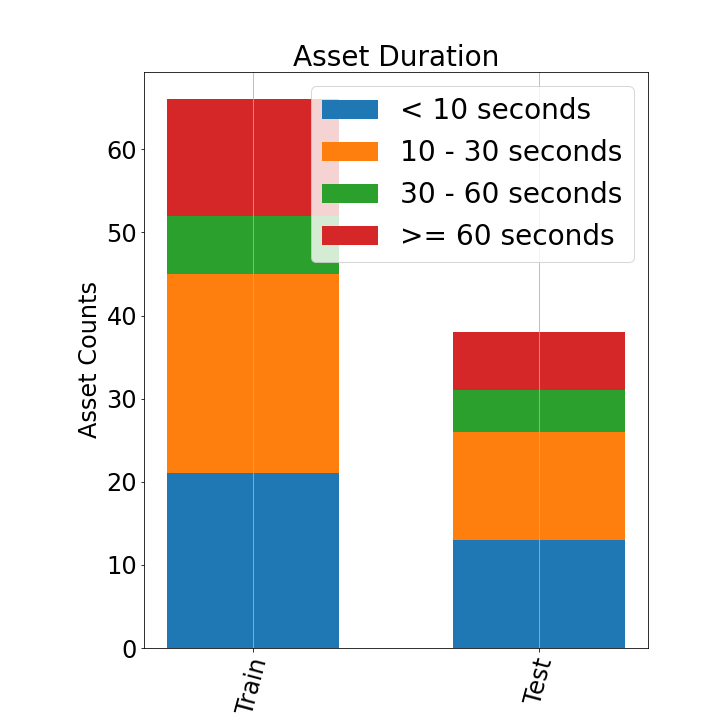 Asset Duration
< 10 seconds
10 - 30 seconds
30 - 60 seconds
>= 60 seconds
Asset Counts
60
50
40
30
20
10
0
Train
Test